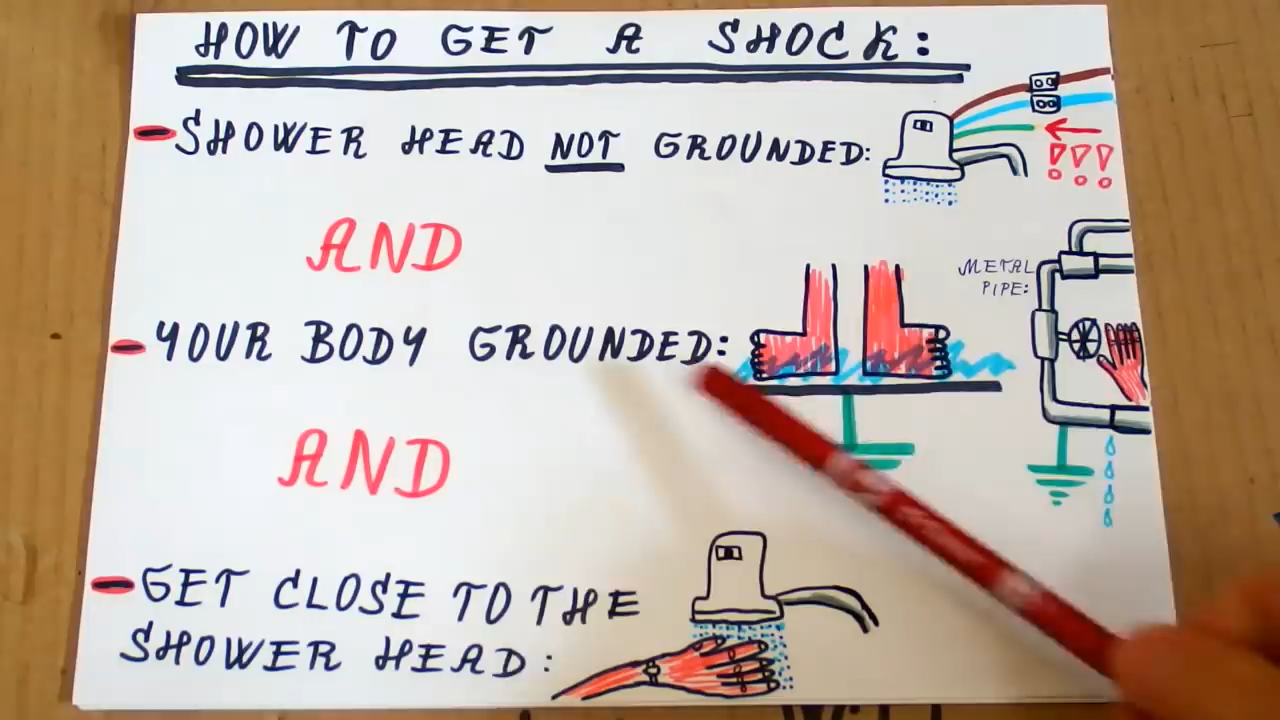 HOW TO GET A SHOCK:
- SHOWER HEAD NOT GROUNDED:
!!!
AND
METAL
PIPE:
- YOUR BODY GROUNDED:
AND
- GET CLOSE TO THE
SHOWER HEAD: